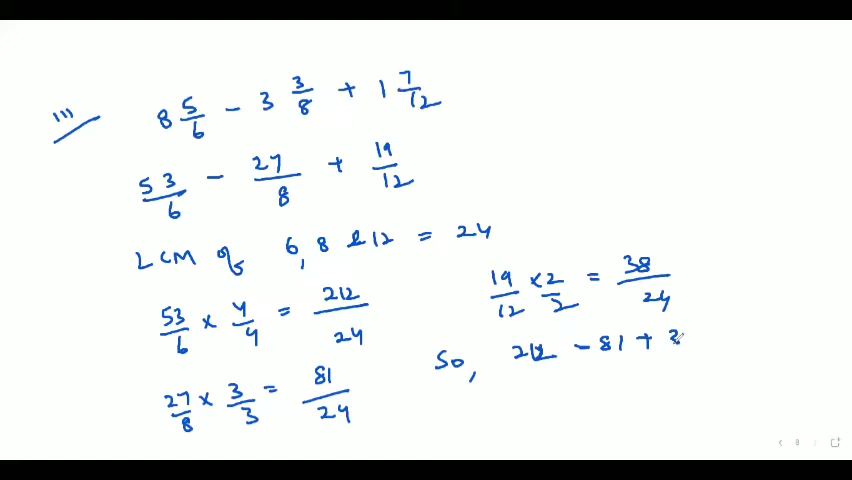 III
8 5/6 - 3 3/8 + 1 7/12
53/6 - 27/8 + 19/12
LCM of 6, 8 & 12 = 24
53/6 × 4/4 = 212/24
27/8 × 3/3 = 81/24
19/12 × 2/2 = 38/24
So, 212 - 81 + 3
8